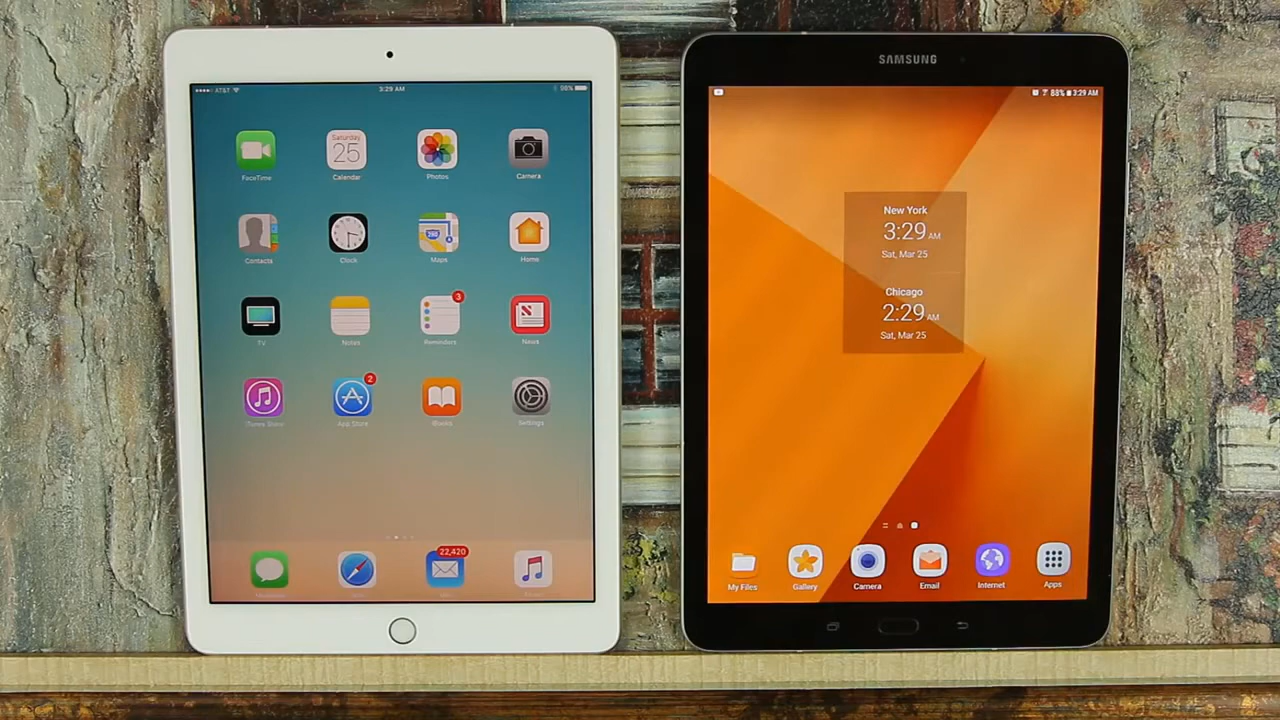 AT&T
3:29 AM
98%
FaceTime
Saturday
25
Calendar
Photos
Camera
Contacts
Clock
280
Maps
Home
TV
Notes
3
Reminders
News
iTunes Store
2
App Store
iBooks
Settings
22,420
SAMSUNG
88% 3:29 AM
New York
3:29 AM
Sat, Mar 25
Chicago
2:29 AM
Sat, Mar 25
My Files
Gallery
Camera
Email
Internet
Apps